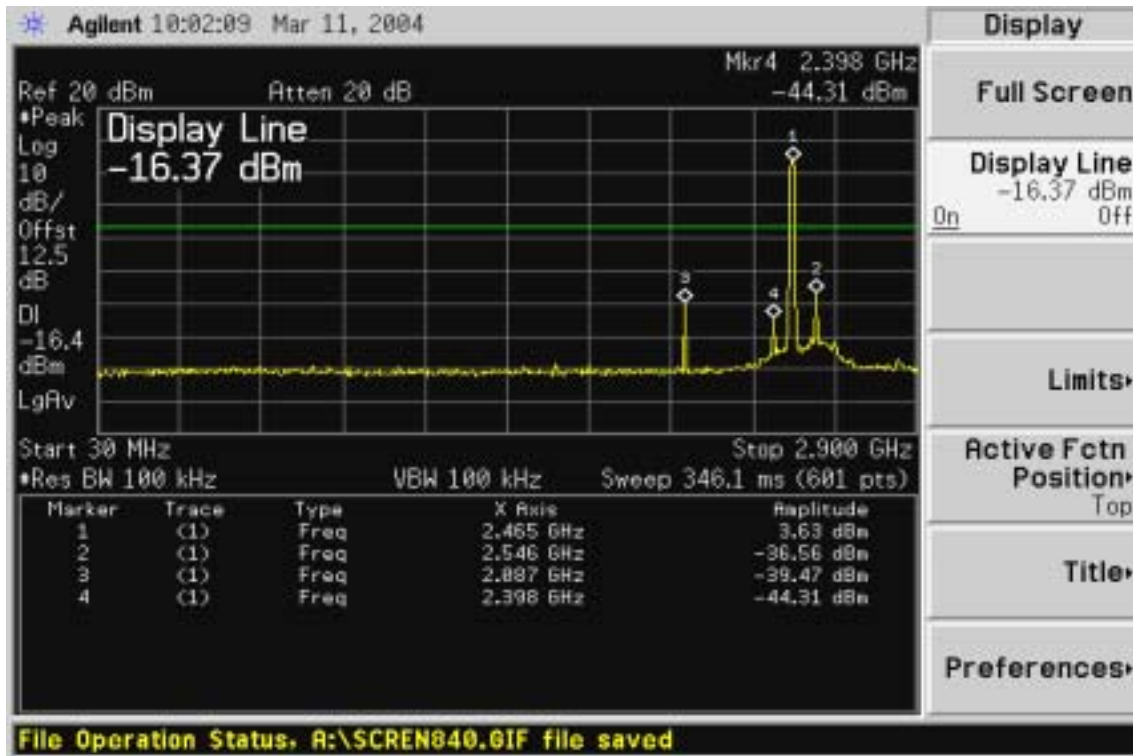 Agilent 10:02:09 Mar 11, 2004
Mkr4 2.398 GHz
Ref 20 dBm Atten 20 dB -44.31 dBm
#Peak
Log
10
dB/
Offst
12.5
dB
DI
-16.4
dBm
LgAv
Display Line
-16.37 dBm
1
2
3
4
Start 30 MHz Stop 2.900 GHz
#Res BW 100 kHz VBW 100 kHz Sweep 346.1 ms (601 pts)
Marker Trace Type X Axis Amplitude
1 (1) Freq 2.465 GHz 3.63 dBm
2 (1) Freq 2.546 GHz -36.56 dBm
3 (1) Freq 2.087 GHz -39.47 dBm
4 (1) Freq 2.398 GHz -44.31 dBm
File Operation Status, A:\SCREN840.GIF file saved
Display
Full Screen
Display Line
-16.37 dBm
On Off
Limits
Active Fctn
Position
Top
Title
Preferences